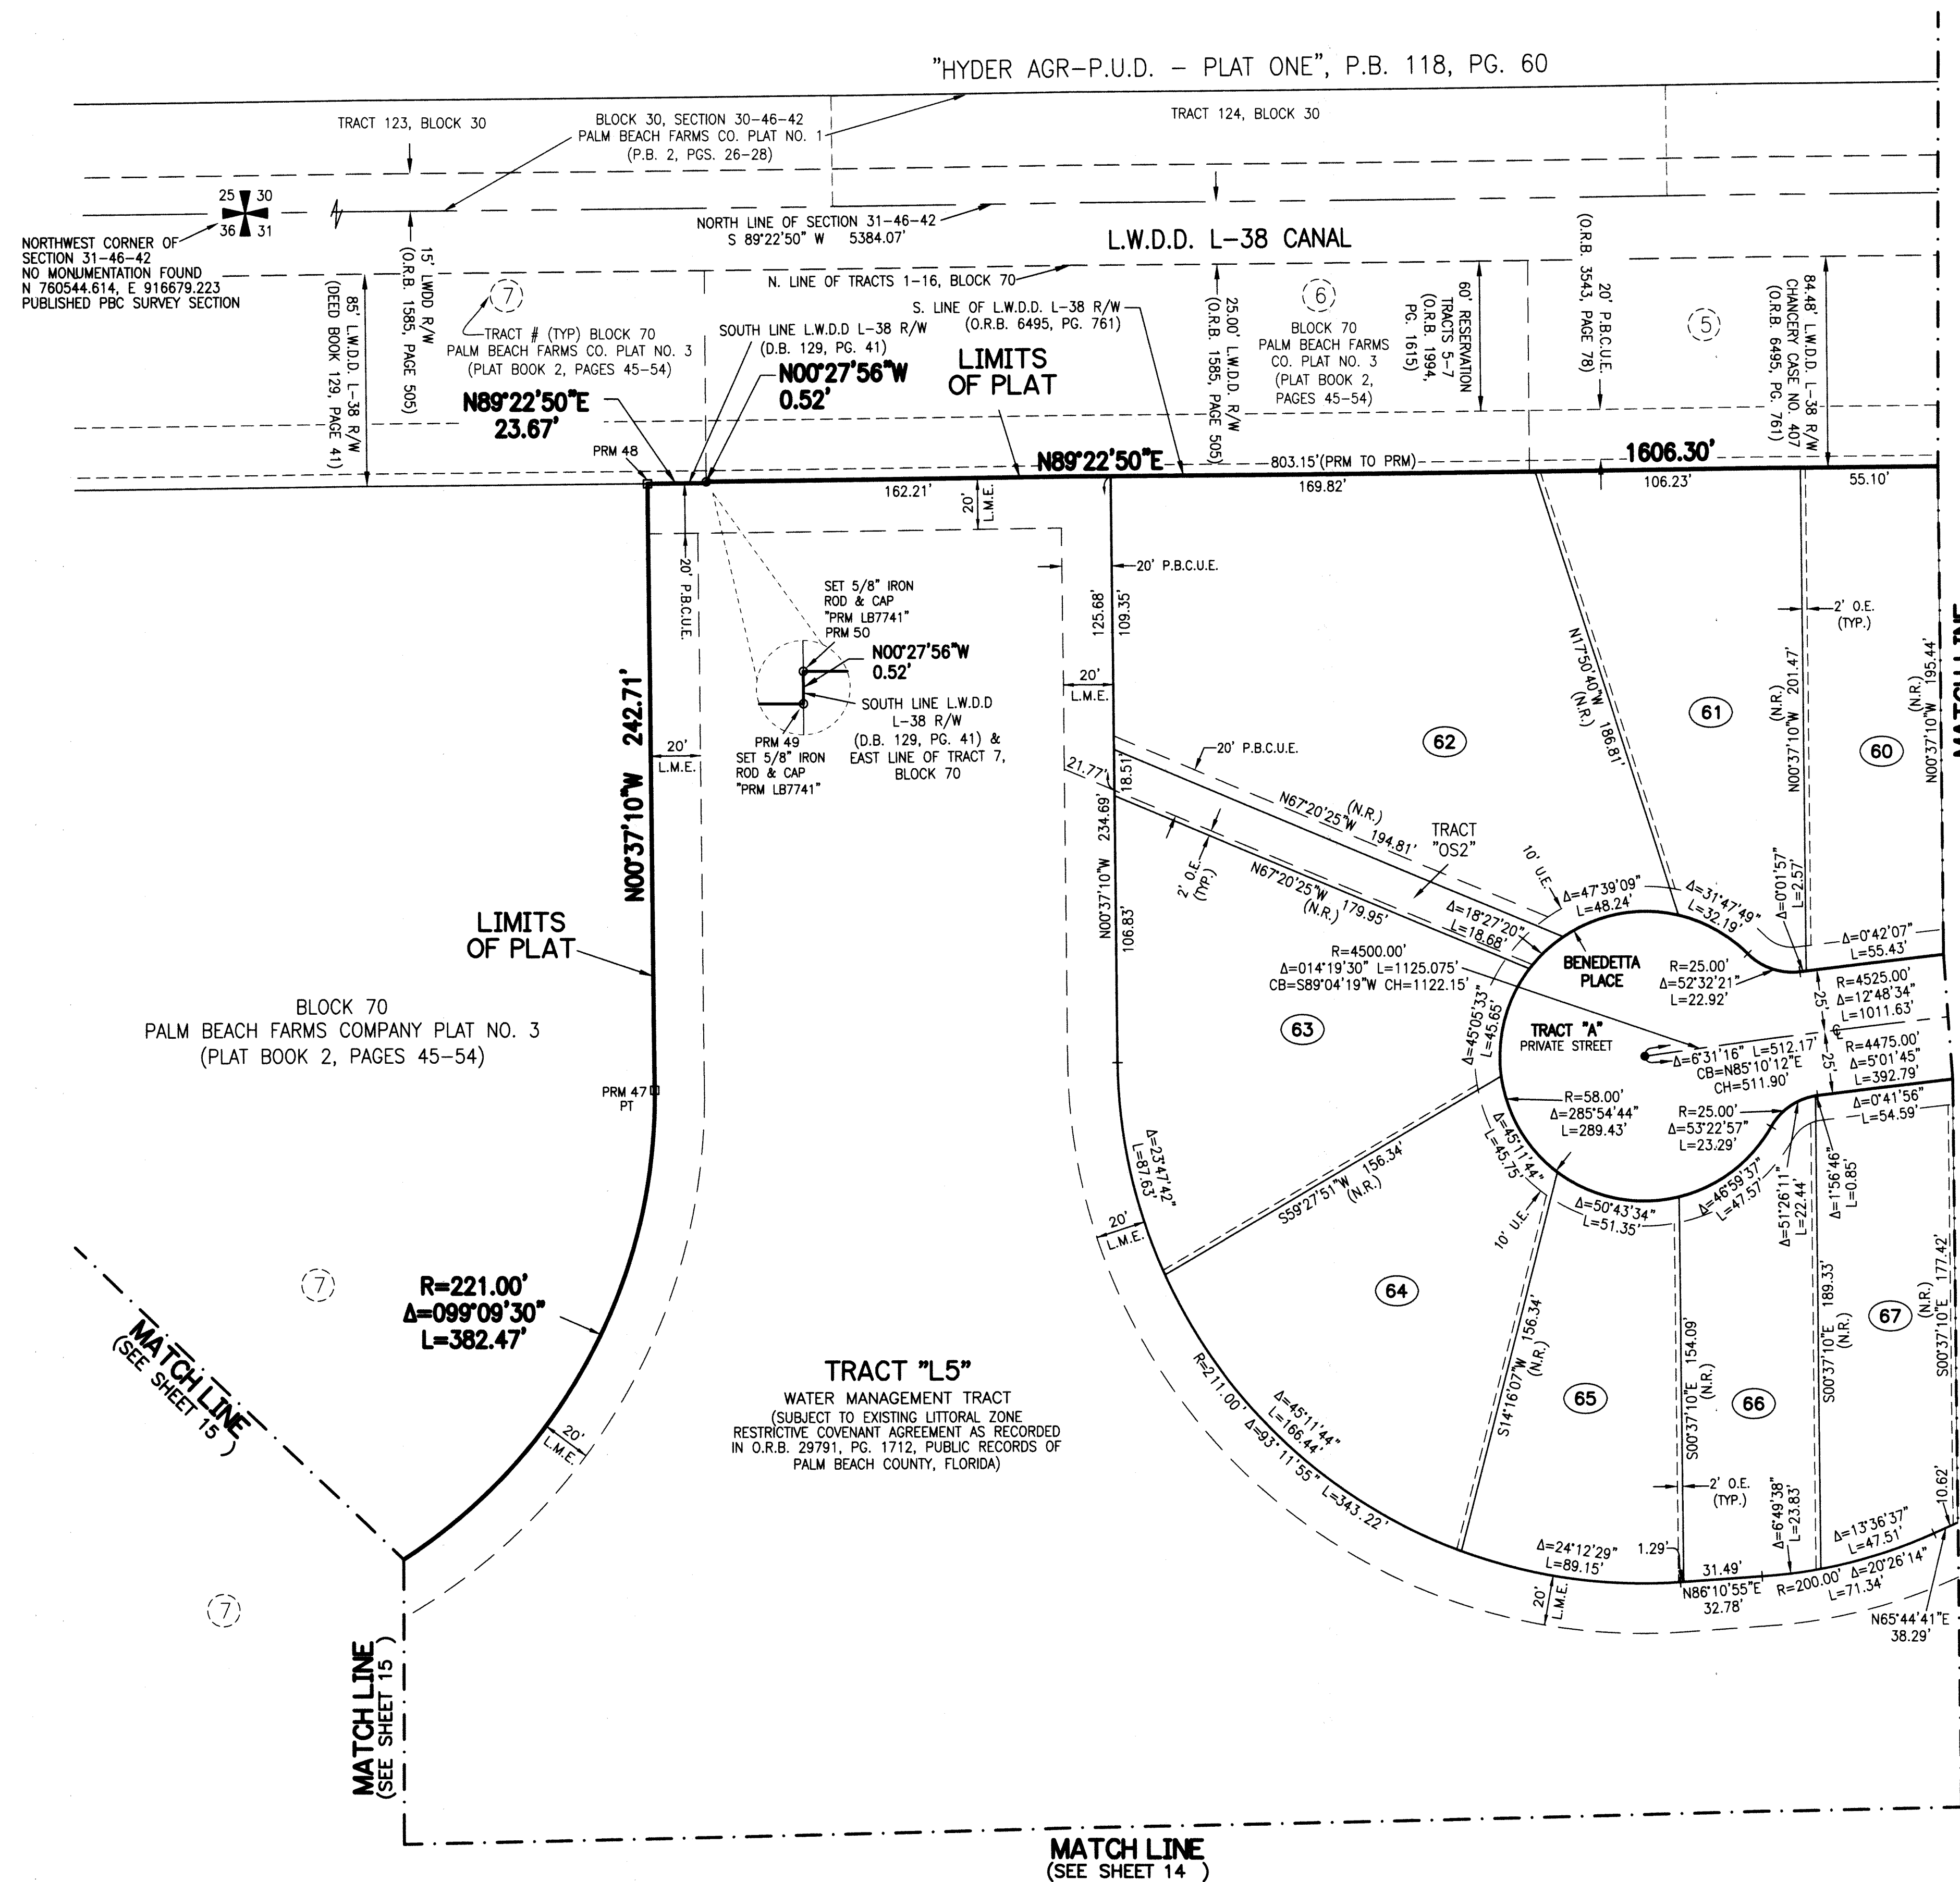 "HYDER AGR-P.U.D. - PLAT ONE", P.B. 118, PG. 60
TRACT 123, BLOCK 30
BLOCK 30, SECTION 30-46-42
PALM BEACH FARMS CO. PLAT NO. 1
(P.B. 2, PGS. 26-28)
TRACT 124, BLOCK 30
25 30
36 31
NORTHWEST CORNER OF
SECTION 31-46-42
NO MONUMENTATION FOUND
N 760544.614, E 916679.223
PUBLISHED PBC SURVEY SECTION
NORTH LINE OF SECTION 31-46-42
S 89°22'50" W 5384.07'
L.W.D.D. L-38 CANAL
N. LINE OF TRACTS 1-16, BLOCK 70
85' L.W.D.D. L-38 R/W
(DEED BOOK 129, PAGE 41)
15' LWDD R/W
(O.R.B. 1585, PAGE 505)
7
TRACT # (TYP) BLOCK 70
PALM BEACH FARMS CO. PLAT NO. 3
(PLAT BOOK 2, PAGES 45-54)
SOUTH LINE L.W.D.D L-38 R/W
(D.B. 129, PG. 41)
S. LINE OF L.W.D.D. L-38 R/W
(O.R.B. 6495, PG. 761)
25.00' L.W.D.D. R/W
(O.R.B. 1585, PAGE 505)
6
BLOCK 70
PALM BEACH FARMS
CO. PLAT NO. 3
(PLAT BOOK 2,
PAGES 45-54)
60' RESERVATION
TRACTS 5-7
(O.R.B. 1994,
PG. 1615)
20' P.B.C.U.E.
(O.R.B. 3543, PAGE 78)
5
84.48' L.W.D.D. L-38 R/W
CHANCERY CASE NO. 407
(O.R.B. 6495, PG. 761)
N89°22'50"E
23.67'
N00°27'56"W
0.52'
LIMITS
OF PLAT
PRM 48
N89°22'50"E
803.15'(PRM TO PRM)
1606.30'
162.21'
169.82'
106.23'
55.10'
20'
L.M.E.
20' P.B.C.U.E.
20' P.B.C.U.E.
SET 5/8" IRON
ROD & CAP
"PRM LB7741"
PRM 50
N00°27'56"W
0.52'
SOUTH LINE L.W.D.D
L-38 R/W
(D.B. 129, PG. 41) &
EAST LINE OF TRACT 7,
BLOCK 70
PRM 49
SET 5/8" IRON
ROD & CAP
"PRM LB7741"
125.68'
109.35'
20'
L.M.E.
20'
L.M.E.
N00°37'10"W 242.71'
N17°50'40"W 186.81'
(N.R.)
2' O.E.
(TYP.)
62
61
60
N00°37'10"W 201.47'
(N.R.)
N00°37'10"W 195.44'
(N.R.)
MATCH LINE
21.77'
18.51'
20' P.B.C.U.E.
N67°20'25"W 194.81'
(N.R.)
TRACT
"OS2"
N67°20'25"W 179.95'
(N.R.)
2' O.E.
(TYP.)
N00°37'10"W 234.69'
106.83'
10' U.E.
Δ=47°39'09"
L=48.24'
Δ=31°47'49"
L=32.19'
Δ=0°01'57"
L=2.57'
Δ=18°27'20"
L=18.68'
Δ=0°42'07"
L=55.43'
LIMITS
OF PLAT
R=4500.00'
Δ=014°19'30" L=1125.075'
CB=S89°04'19"W CH=1122.15'
BENEDETTA
PLACE
R=25.00'
Δ=52°32'21"
L=22.92'
R=4525.00'
Δ=12°48'34"
L=1011.63'
25'
25'
BLOCK 70
PALM BEACH FARMS COMPANY PLAT NO. 3
(PLAT BOOK 2, PAGES 45-54)
63
Δ=45°05'33"
L=45.65'
TRACT "A"
PRIVATE STREET
Δ=6°31'16" L=512.17'
CB=N85°10'12"E
CH=511.90'
R=4475.00'
Δ=5°01'45"
L=392.79'
PRM 47
PT
R=58.00'
Δ=285°54'44"
L=289.43'
R=25.00'
Δ=53°22'57"
L=23.29'
Δ=0°41'56"
L=54.59'
Δ=23°47'42"
L=87.63'
S59°27'51"W 156.34'
(N.R.)
Δ=45°11'44"
L=45.75'
Δ=50°43'34"
L=51.35'
Δ=46°59'37"
L=47.57'
Δ=51°26'11"
L=22.44'
Δ=1°56'46"
L=0.85'
10' U.E.
20'
L.M.E.
7
64
R=221.00'
Δ=099°09'30"
L=382.47'
S14°16'07"W 156.34'
(N.R.)
65
S00°37'10"E 154.09'
(N.R.)
66
S00°37'10"E 189.33'
(N.R.)
67
S00°37'10"E 177.42'
(N.R.)
MATCH LINE
(SEE SHEET 15 )
TRACT "L5"
WATER MANAGEMENT TRACT
(SUBJECT TO EXISTING LITTORAL ZONE
RESTRICTIVE COVENANT AGREEMENT AS RECORDED
IN O.R.B. 29791, PG. 1712, PUBLIC RECORDS OF
PALM BEACH COUNTY, FLORIDA)
20'
L.M.E.
Δ=45°11'44"
L=166.44'
R=211.00' Δ=93°11'55" L=343.22'
2' O.E.
(TYP.)
10.62'
Δ=24°12'29"
L=89.15'
1.29'
31.49'
N86°10'55"E
32.78'
Δ=6°49'38"
L=23.83'
Δ=13°36'37"
L=47.51'
R=200.00' Δ=20°26'14"
L=71.34'
N65°44'41"E
38.29'
20'
L.M.E.
7
MATCH LINE
(SEE SHEET 15 )
MATCH LINE
(SEE SHEET 14 )